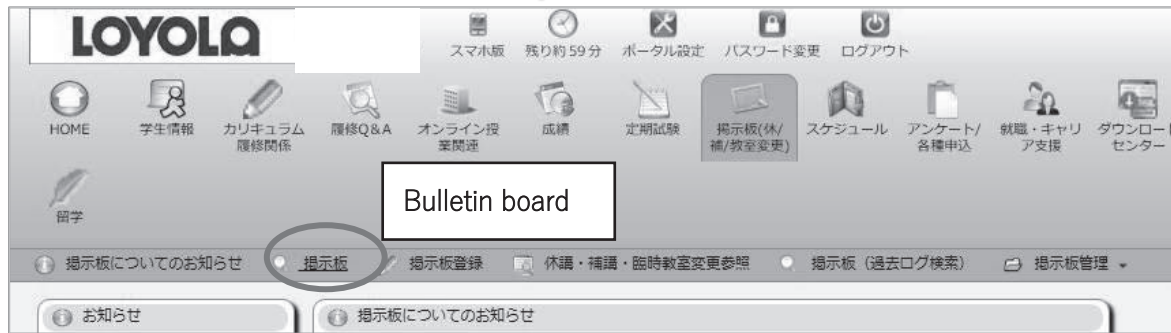 LOYOLA
スマホ版 残り約59分 ポータル設定 パスワード変更 ログアウト
HOME 学生情報 カリキュラム履修関係 履修Q&A オンライン授業関連 成績 定期試験 掲示板(休/補/教室変更) スケジュール アンケート/各種申込 就職・キャリア支援 ダウンロードセンター
留学
Bulletin board
掲示板についてのお知らせ 掲示板 掲示板登録 休講・補講・臨時教室変更参照 掲示板（過去ログ検索） 掲示板管理
お知らせ 掲示板についてのお知らせ